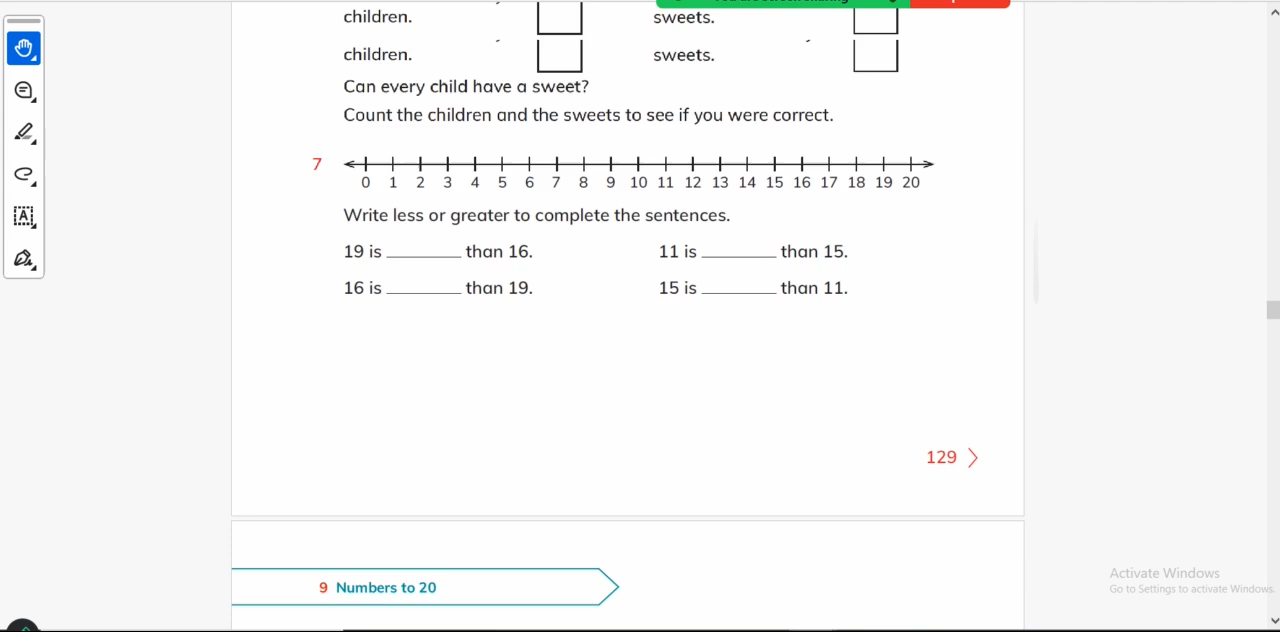 children. sweets.
children. sweets.
Can every child have a sweet?
Count the children and the sweets to see if you were correct.
7
0 1 2 3 4 5 6 7 8 9 10 11 12 13 14 15 16 17 18 19 20
Write less or greater to complete the sentences.
19 is ________ than 16. 11 is ________ than 15.
16 is ________ than 19. 15 is ________ than 11.
129
9 Numbers to 20
Activate Windows
Go to Settings to activate Windows.